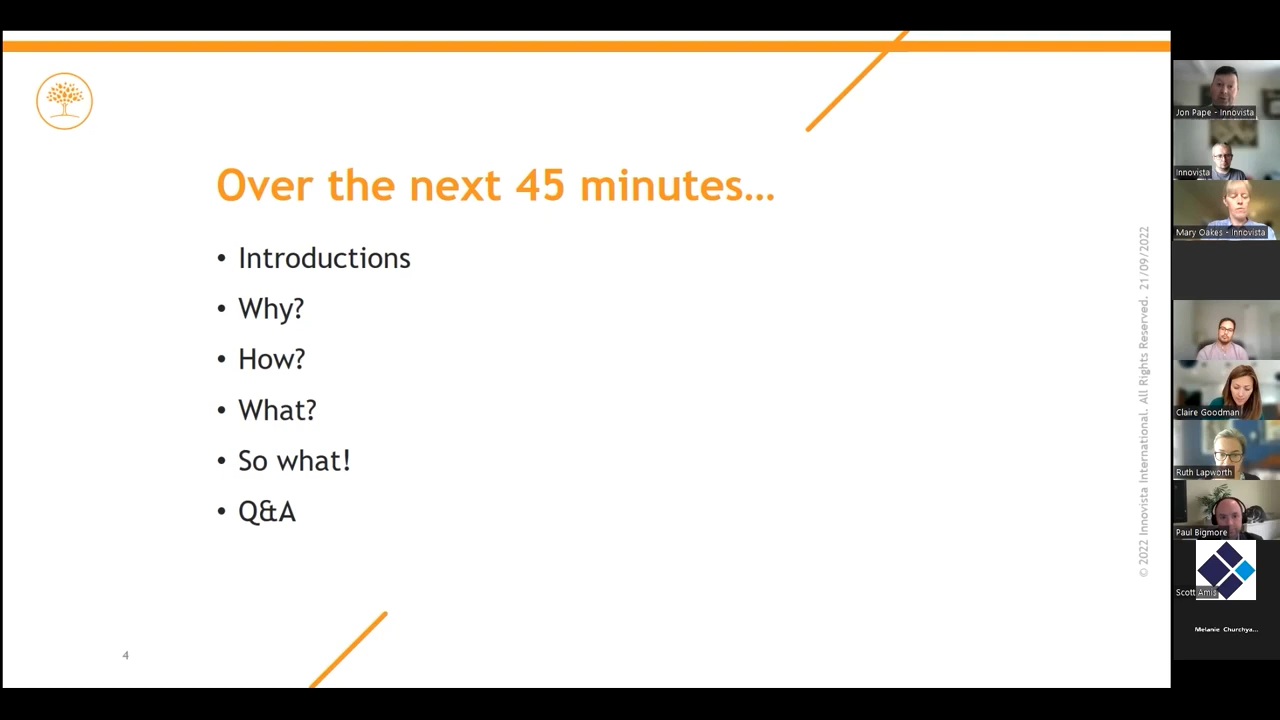 Over the next 45 minutes…
• Introductions
• Why?
• How?
• What?
• So what!
• Q&A
4
© 2022 Innovista International. All Rights Reserved. 21/09/2022
Jon Pape - Innovista
Innovista
Mary Oakes - Innovista
Claire Goodman
Ruth Lapworth
Paul Bigmore
Scott Amis
Melanie Churchya...